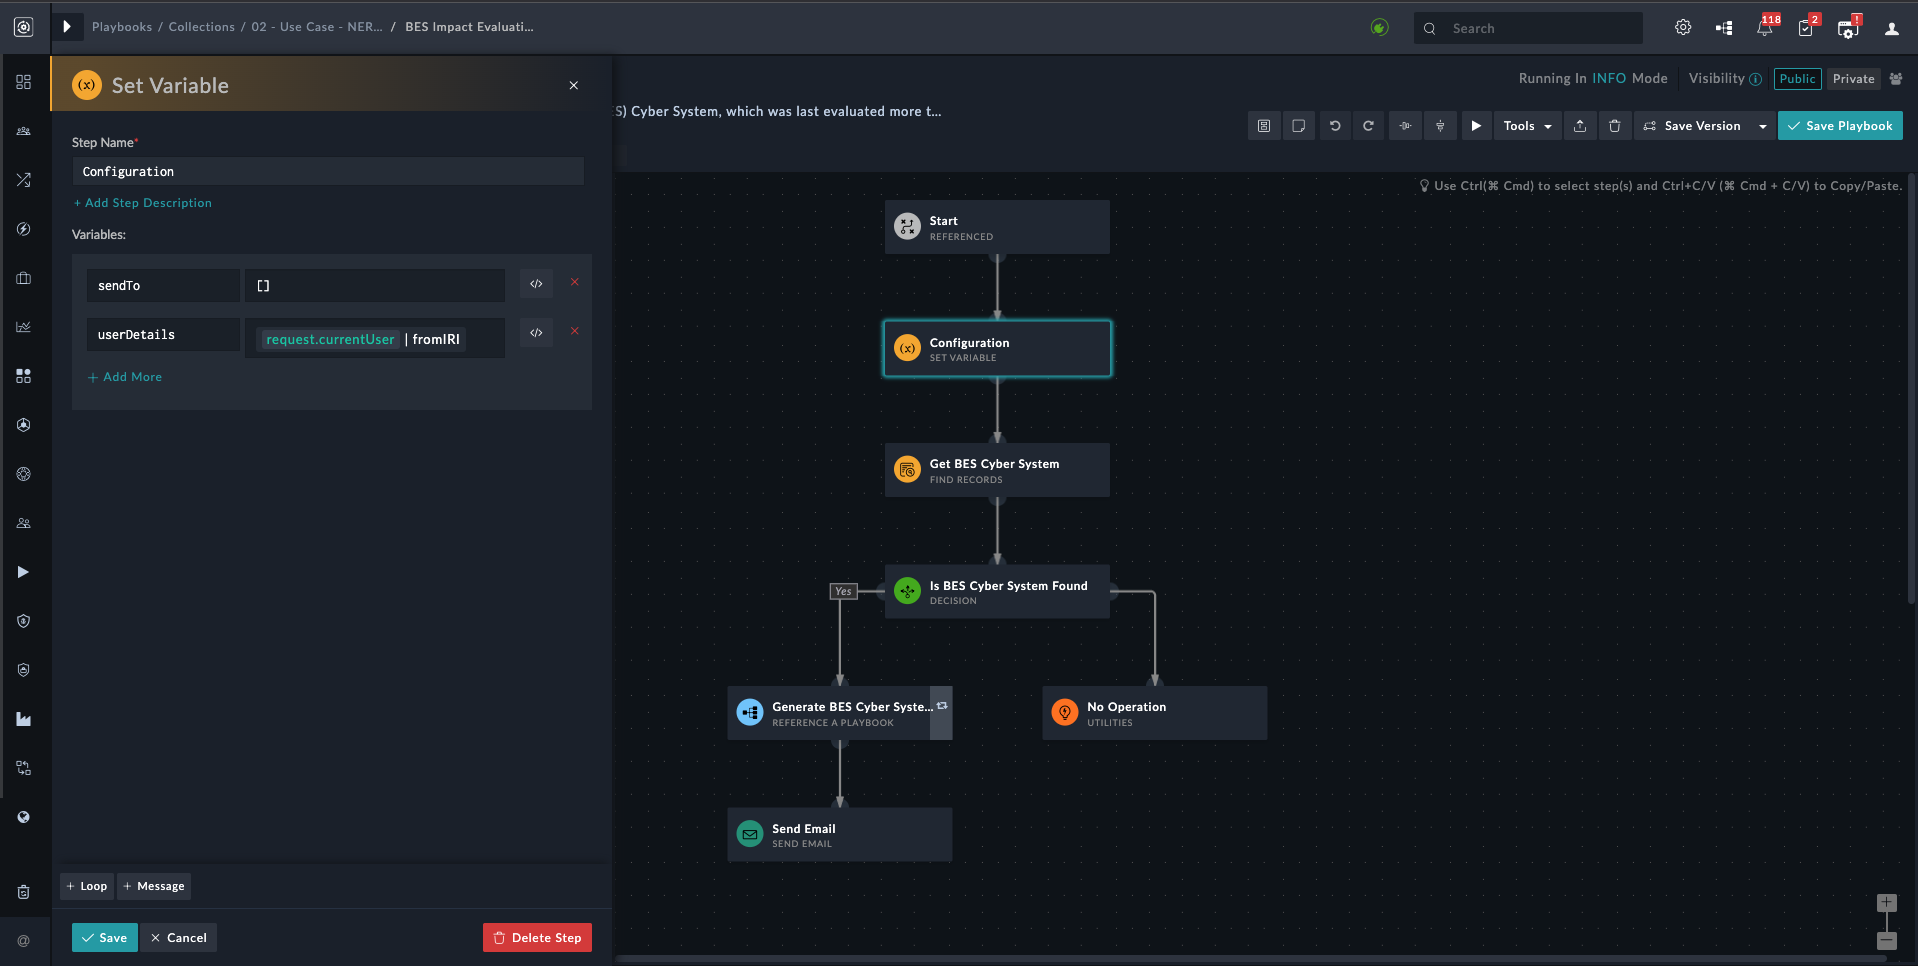 Playbooks / Collections / 02 - Use Case - NER... / BES Impact Evaluati...
Search
118
2
!
(x) Set Variable
Running In INFO Mode
Visibility
Public
Private
S) Cyber System, which was last evaluated more t...
Tools
Save Version
Save Playbook
Step Name*
Configuration
+ Add Step Description
Variables:
sendTo
[]
</>
userDetails
request.currentUser | fromIRI
</>
+ Add More
Use Ctrl(⌘ Cmd) to select step(s) and Ctrl+C/V (⌘ Cmd + C/V) to Copy/Paste.
Start
REFERENCED
(x)
Configuration
SET VARIABLE
Get BES Cyber System
FIND RECORDS
Yes
Is BES Cyber System Found
DECISION
Generate BES Cyber Syste...
REFERENCE A PLAYBOOK
No Operation
UTILITIES
Send Email
SEND EMAIL
+ Loop
+ Message
Save
Cancel
Delete Step
@